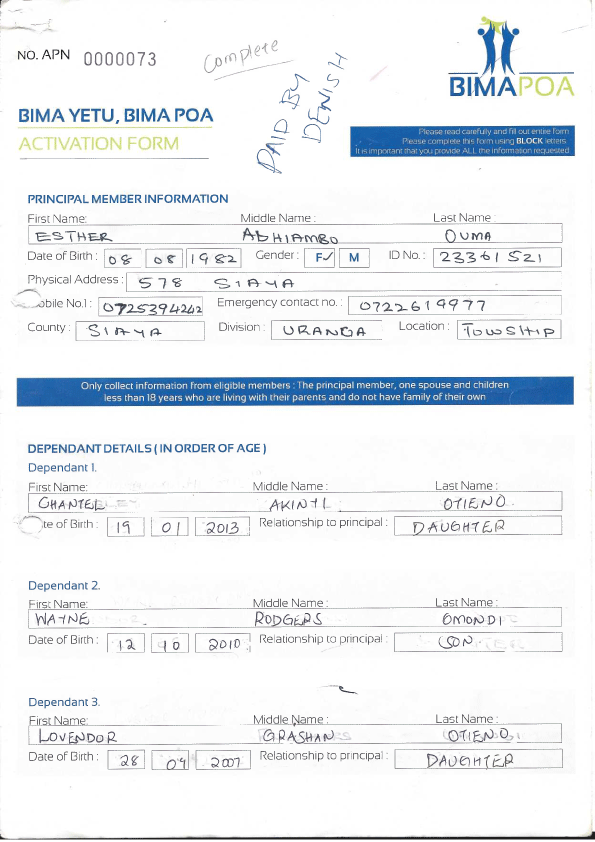 NO. APN 0000073
Complete
PAID BY
DENISH
BIMAPOA
BIMA YETU, BIMA POA
ACTIVATION FORM
Please read carefully and fill out entire form
Please complete this form using BLOCK letters.
It is important that you provide ALL the information requested
PRINCIPAL MEMBER INFORMATION
First Name: Middle Name : Last Name :
ESTHER ADHIAMBO OUMA
Date of Birth : 08 08 1982 Gender : F ✓ M ID No. : 23361521
Physical Address : 578 SIAYA
Mobile No.1 : 0725394242 Emergency contact no. : 0722619977
County : SIAYA Division : URANGA Location : TOWSHIP
Only collect information from eligible members : The principal member, one spouse and children
less than 18 years who are living with their parents and do not have family of their own
DEPENDANT DETAILS ( IN ORDER OF AGE )
Dependant 1.
First Name: Middle Name : Last Name :
CHANTEL AKINYI OTIENO
Date of Birth : 19 01 2013 Relationship to principal : DAUGHTER
Dependant 2.
First Name: Middle Name : Last Name :
WAYNE RODGERS OMONDI
Date of Birth : 12 10 2010 Relationship to principal : SON
Dependant 3.
First Name: Middle Name : Last Name :
LOVENDOR GRASHAN OTIENO
Date of Birth : 28 09 2007 Relationship to principal : DAUGHTER